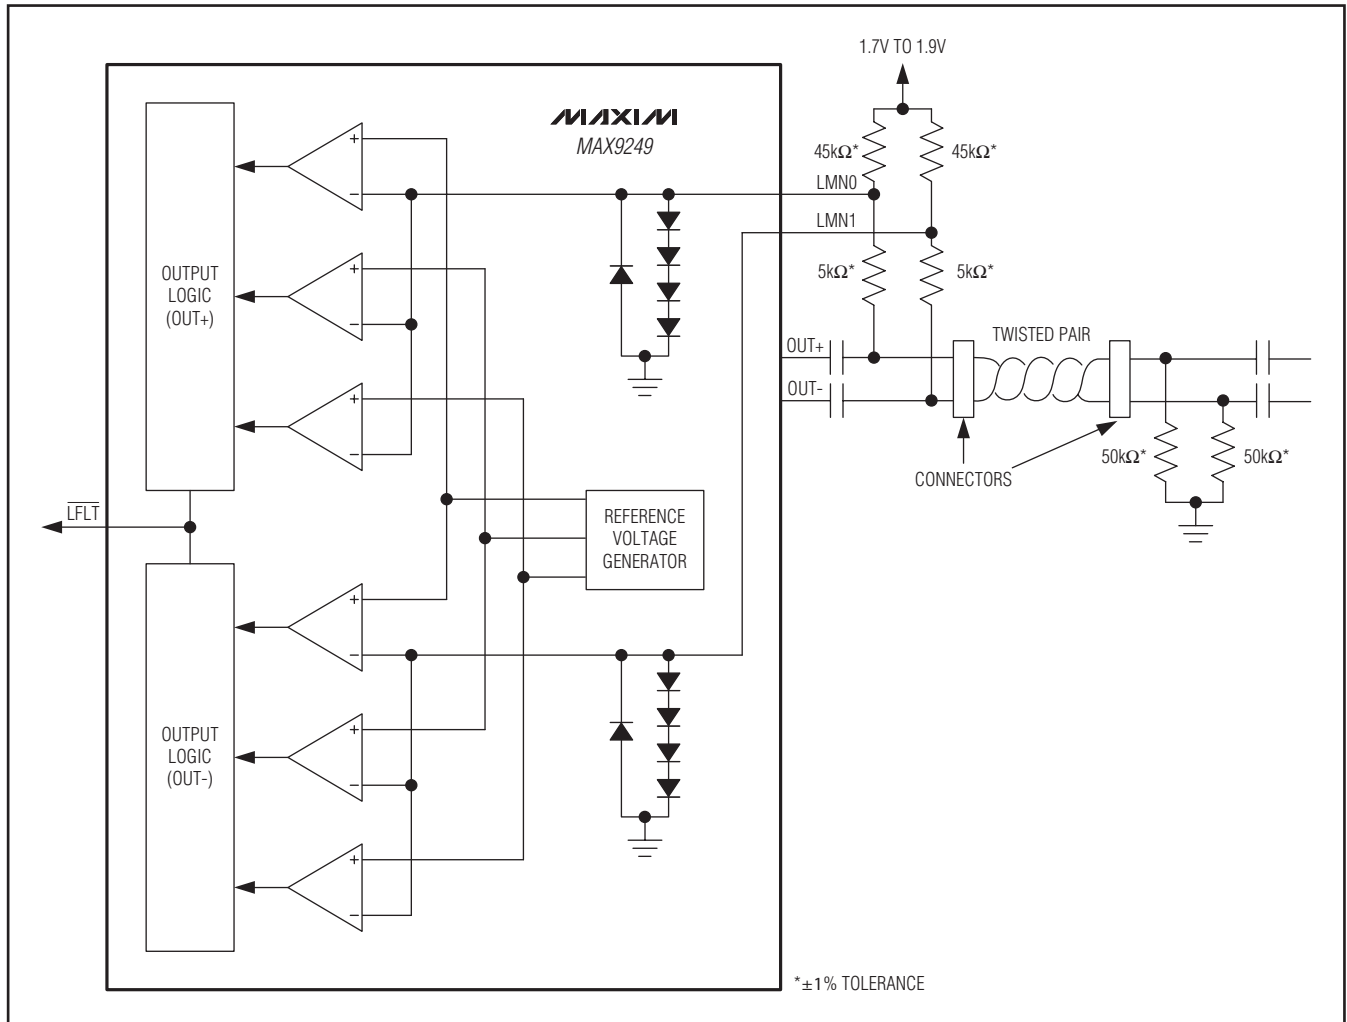 1.7V TO 1.9V
MAXIM
MAX9249
45kΩ*
45kΩ*
LMN0
LMN1
5kΩ*
5kΩ*
OUTPUT
LOGIC
(OUT+)
OUT+
OUT-
TWISTED PAIR
CONNECTORS
50kΩ*
50kΩ*
LFLT
REFERENCE
VOLTAGE
GENERATOR
OUTPUT
LOGIC
(OUT-)
+
−
+
−
+
−
+
−
+
−
+
−
*±1% TOLERANCE